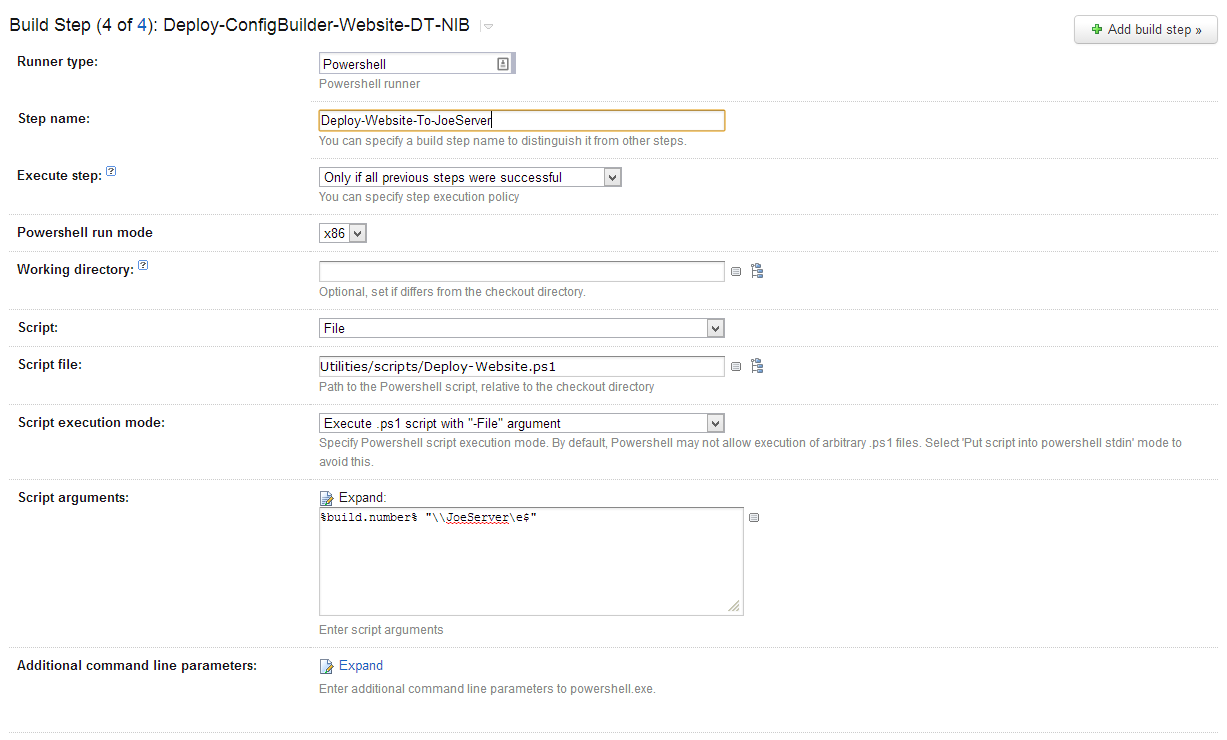 Build Step (4 of 4): Deploy-ConfigBuilder-Website-DT-NIB
Add build step »
Runner type:
Powershell
Powershell runner
Step name:
Deploy-Website-To-JoeServer
You can specify a build step name to distinguish it from other steps.
Execute step: ?
Only if all previous steps were successful
You can specify step execution policy
Powershell run mode
x86
Working directory: ?
Optional, set if differs from the checkout directory.
Script:
File
Script file:
Utilities/scripts/Deploy-Website.ps1
Path to the Powershell script, relative to the checkout directory
Script execution mode:
Execute .ps1 script with "-File" argument
Specify Powershell script execution mode. By default, Powershell may not allow execution of arbitrary .ps1 files. Select 'Put script into powershell stdin' mode to
avoid this.
Script arguments:
Expand:
%build.number% "\\JoeServer\e$"
Enter script arguments
Additional command line parameters:
Expand
Enter additional command line parameters to powershell.exe.